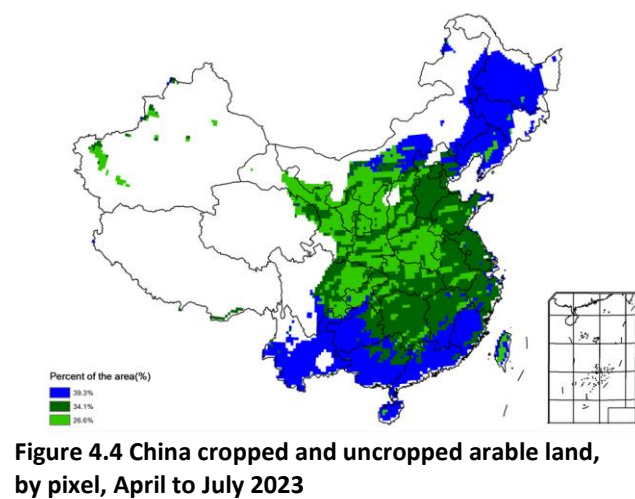 Percent of the area(%)
39.3%
34.1%
26.6%
Figure 4.4 China cropped and uncropped arable land,
by pixel, April to July 2023